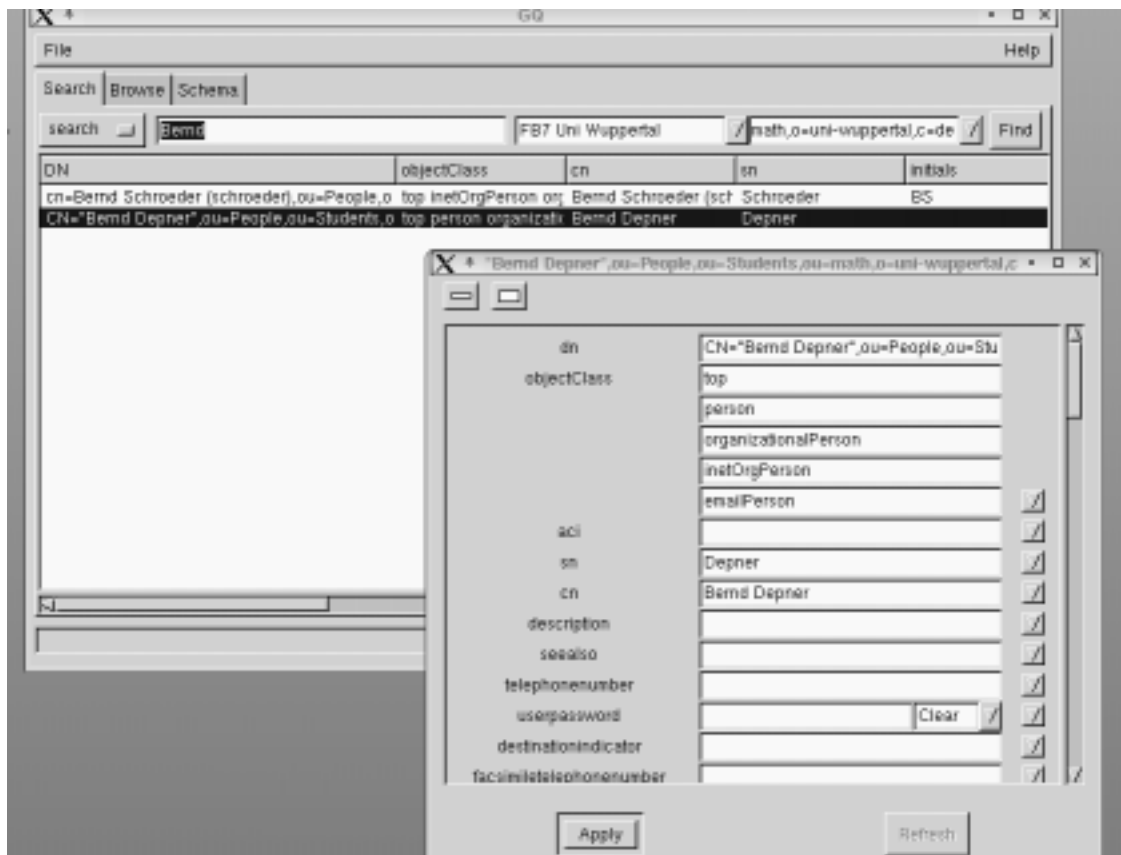 GQ
File Help
Search Browse Schema
search Bernd FB7 Uni Wuppertal math,o=uni-wuppertal,c=de Find
DN objectClass cn sn initials
cn=Bernd Schroeder (schroeder),ou=People,o top inetOrgPerson org Bernd Schroeder (sch Schroeder BS
CN="Bernd Depner",ou=People,ou=Students,o top person organizatic Bernd Depner Depner
"Bernd Depner",ou=People,ou=Students,ou=math,o=uni-wuppertal,c
dn CN="Bernd Depner",ou=People,ou=Stu
objectClass top
person
organizationalPerson
inetOrgPerson
emailPerson
aci
sn Depner
cn Bernd Depner
description
seealso
telephonenumber
userpassword Clear
destinationindicator
facsimiletelephonenumber
Apply Refresh